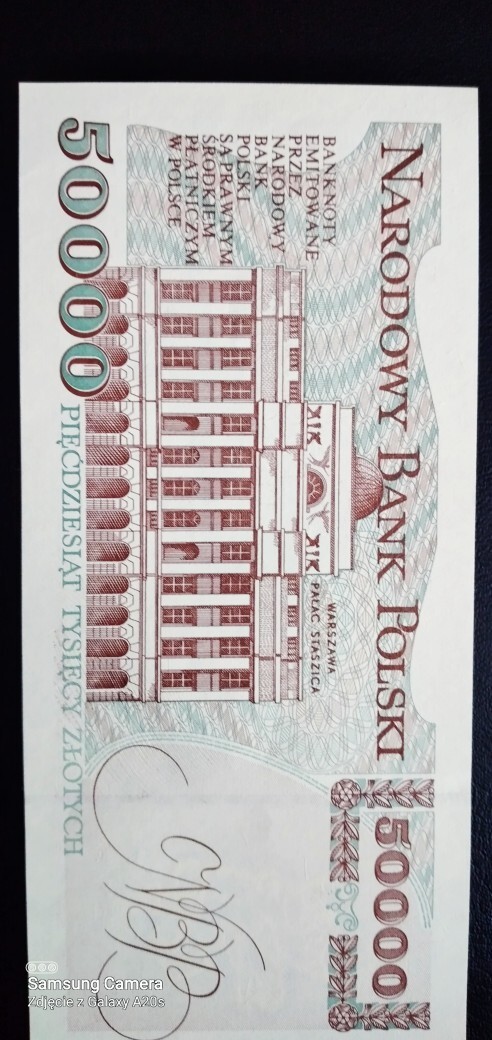 NARODOWY BANK POLSKI
50000
BANKNOTY
EMITOWANE
PRZEZ
NARODOWY
BANK
POLSKI
SĄ PRAWNYM
ŚRODKIEM
PŁATNICZYM
W POLSCE
WARSZAWA
PAŁAC STASZICA
NBP
50000 PIĘĆDZIESIĄT TYSIĘCY ZŁOTYCH
Samsung Camera
Zdjęcie z Galaxy A20s